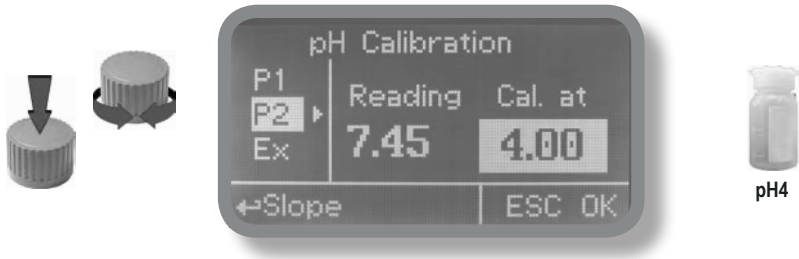 pH Calibration
P1
P2
Ex
Reading
7.45
Cal. at
4.00
↩Slope
ESC OK
pH4